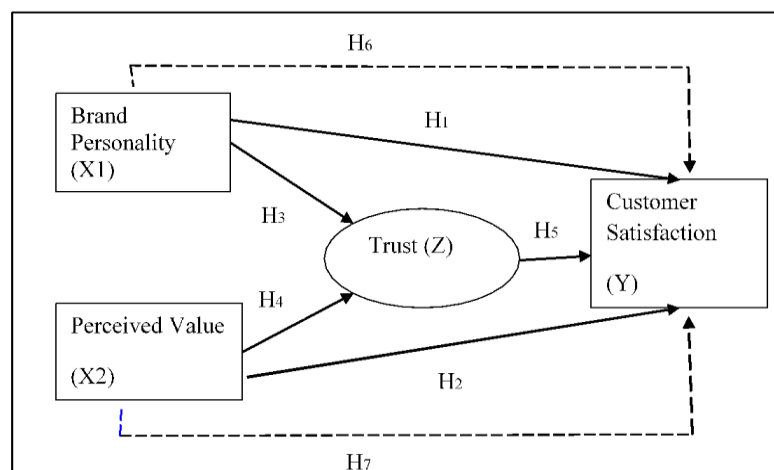 H6
Brand
Personality
(X1)
H1
H3
Customer
Satisfaction
(Y)
Trust (Z)
H5
H4
Perceived Value
(X2)
H2
H7